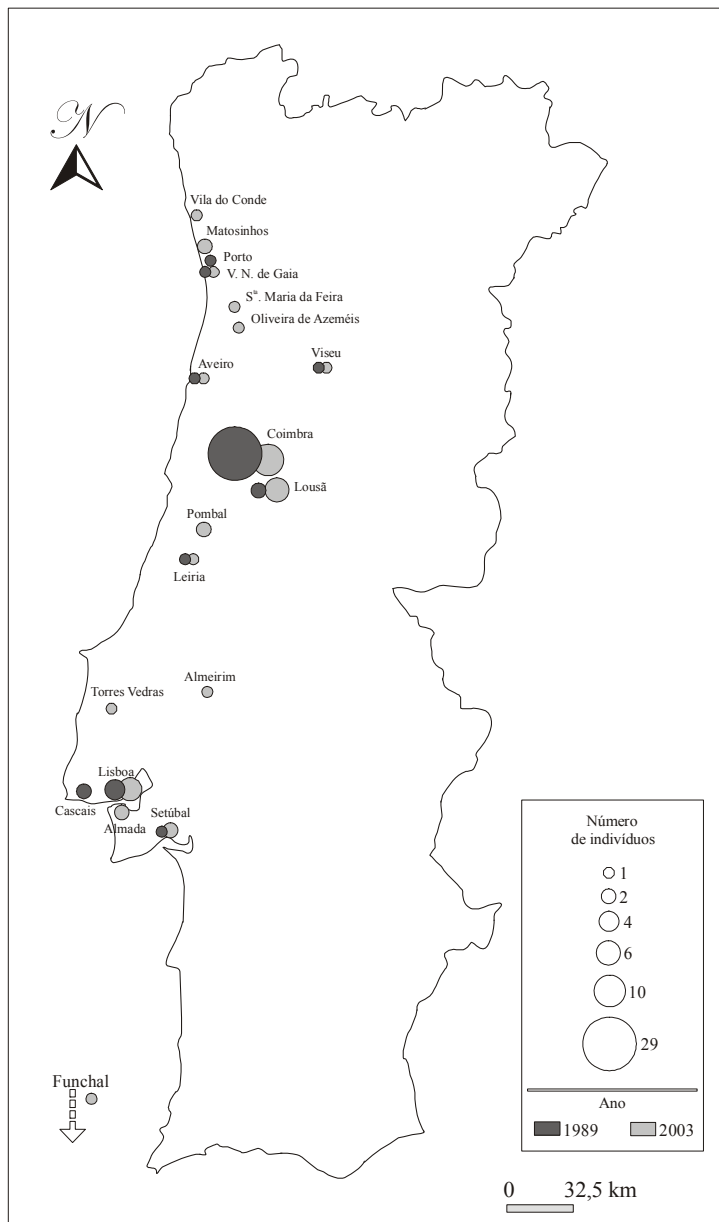 N
Vila do Conde
Matosinhos
Porto
V. N. de Gaia
Sta. Maria da Feira
Oliveira de Azeméis
Viseu
Aveiro
Coimbra
Lousã
Pombal
Leiria
Almeirim
Torres Vedras
Lisboa
Cascais
Setúbal
Almada
Número
de indivíduos
1
2
4
6
10
29
Ano
1989 2003
Funchal
0 32,5 km